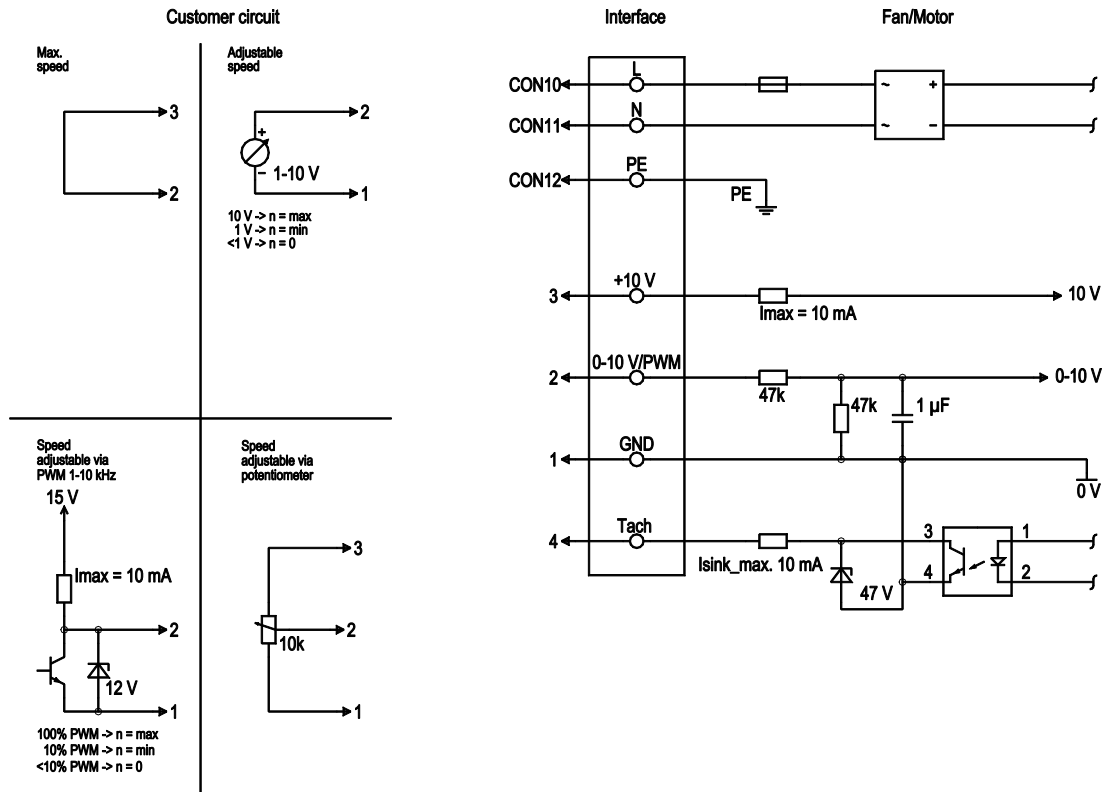 Customer circuit
Interface
Fan/Motor
Max.
speed
3
2
Adjustable
speed
2
+
−
1-10 V
1
10 V -> n = max
1 V -> n = min
<1 V -> n = 0
Speed
adjustable via
PWM 1-10 kHz
15 V
Imax = 10 mA
2
12 V
1
100% PWM -> n = max
10% PWM -> n = min
<10% PWM -> n = 0
Speed
adjustable via
potentiometer
3
2
10k
1
CON10
L
~
+
CON11
N
~
−
CON12
PE
PE
3
+10 V
10 V
Imax = 10 mA
2
0-10 V/PWM
0-10 V
47k
47k
1 µF
1
GND
0 V
4
Tach
3
1
Isink_max. 10 mA
4
2
47 V